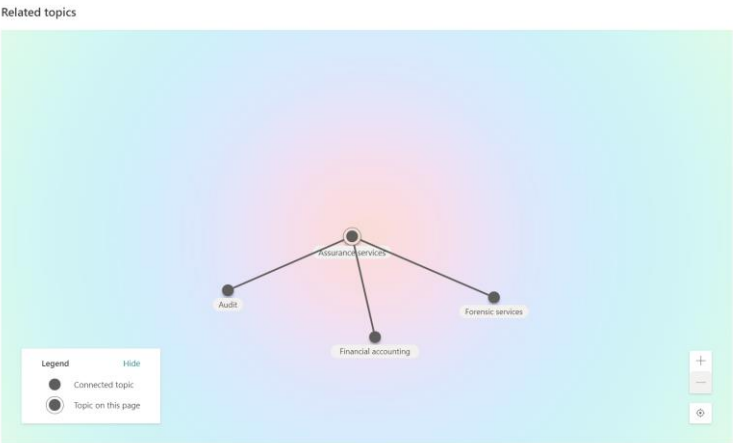 Related topics
Assurance services
Audit
Forensic services
Financial accounting
Legend Hide
Connected topic
Topic on this page